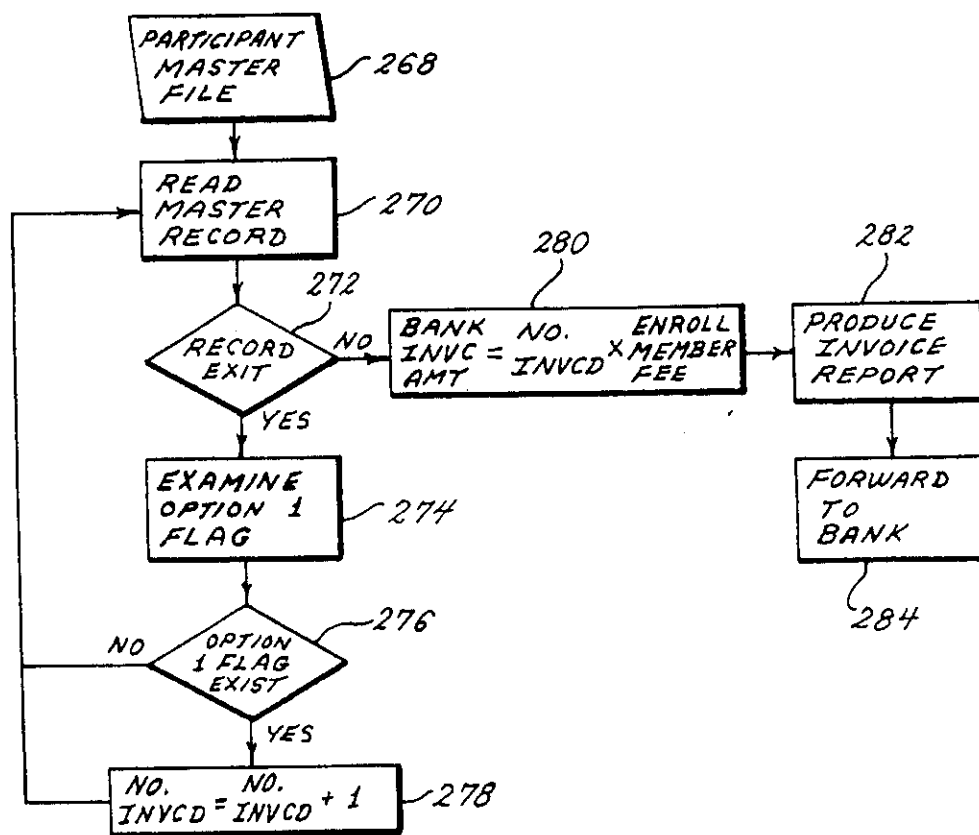 PARTICIPANT
MASTER
FILE
268
READ
MASTER
RECORD
270
272
RECORD
EXIT
NO
YES
280
BANK
INVC
AMT
=
NO.
INVCD
X
ENROLL
MEMBER
FEE
282
PRODUCE
INVOICE
REPORT
EXAMINE
OPTION 1
FLAG
274
FORWARD
TO
BANK
284
276
OPTION
1 FLAG
EXIST
NO
YES
NO. NO.
INVCD = INVCD + 1
278